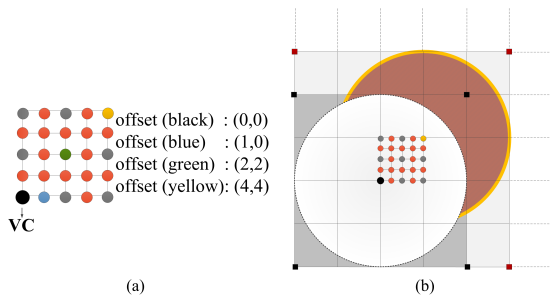 offset (black) : (0,0)
offset (blue) : (1,0)
offset (green) : (2,2)
offset (yellow): (4,4)
VC
(a)
(b)